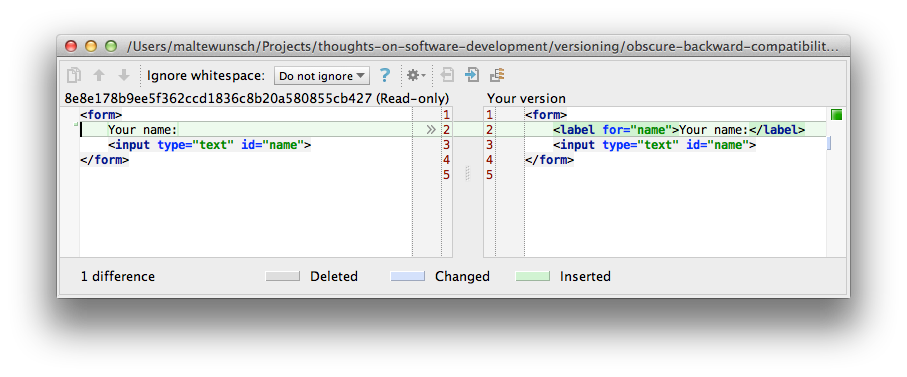 /Users/maltewunsch/Projects/thoughts-on-software-development/versioning/obscure-backward-compatibilit...
Ignore whitespace: Do not ignore ?
8e8e178b9ee5f362ccd1836c8b20a580855cb427 (Read-only)
Your version
<form>
    Your name:
    <input type="text" id="name">
</form>
1
2
3
4
5
1
2
3
4
5
<form>
    <label for="name">Your name:</label>
    <input type="text" id="name">
</form>
1 difference Deleted Changed Inserted